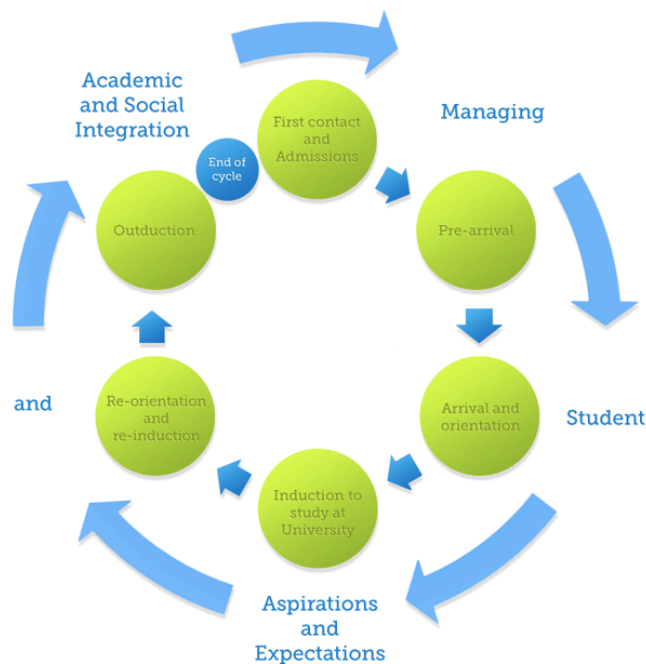 Academic
and Social
Integration
Managing
Student
Aspirations
and
Expectations
and
First contact
and
Admissions
Pre-arrival
Arrival and
orientation
Induction to
study at
University
Re-orientation
and
re-induction
Outduction
End of
cycle